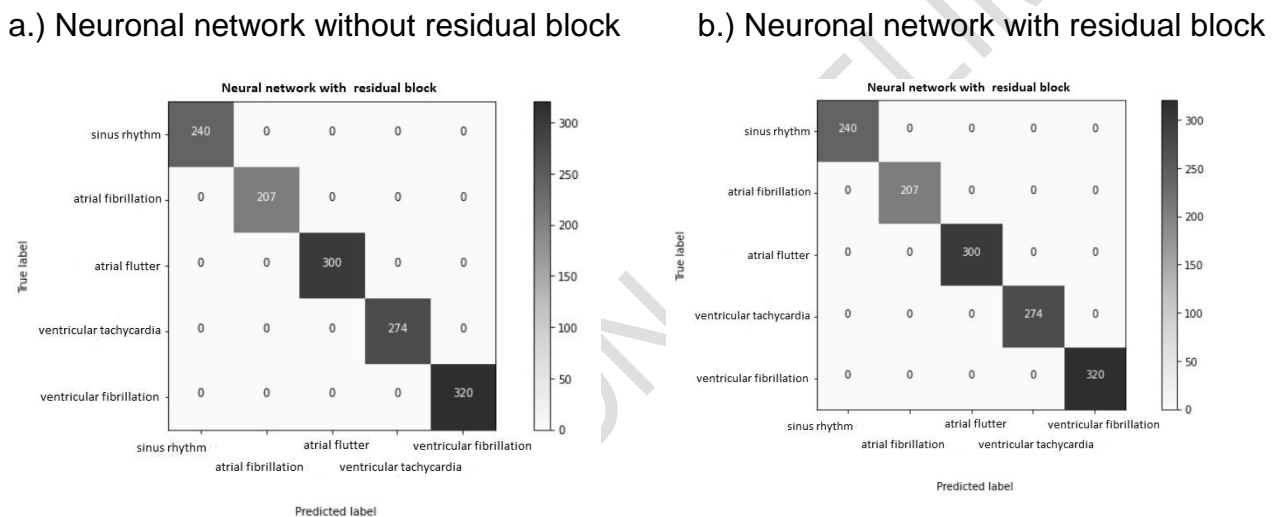 a.) Neuronal network without residual block
b.) Neuronal network with residual block
Neural network with residual block
sinus rhythm 240 0 0 0 0
atrial fibrillation 0 207 0 0 0
atrial flutter 0 0 300 0 0
ventricular tachycardia 0 0 0 274 0
ventricular fibrillation 0 0 0 0 320
True label
sinus rhythm
atrial fibrillation
atrial flutter
ventricular tachycardia
ventricular fibrillation
Predicted label
300
250
200
150
100
50
0
Neural network with residual block
sinus rhythm 240 0 0 0 0
atrial fibrillation 0 207 0 0 0
atrial flutter 0 0 300 0 0
ventricular tachycardia 0 0 0 274 0
ventricular fibrillation 0 0 0 0 320
True label
sinus rhythm
atrial fibrillation
atrial flutter
ventricular tachycardia
ventricular fibrillation
Predicted label
300
250
200
150
100
50
0